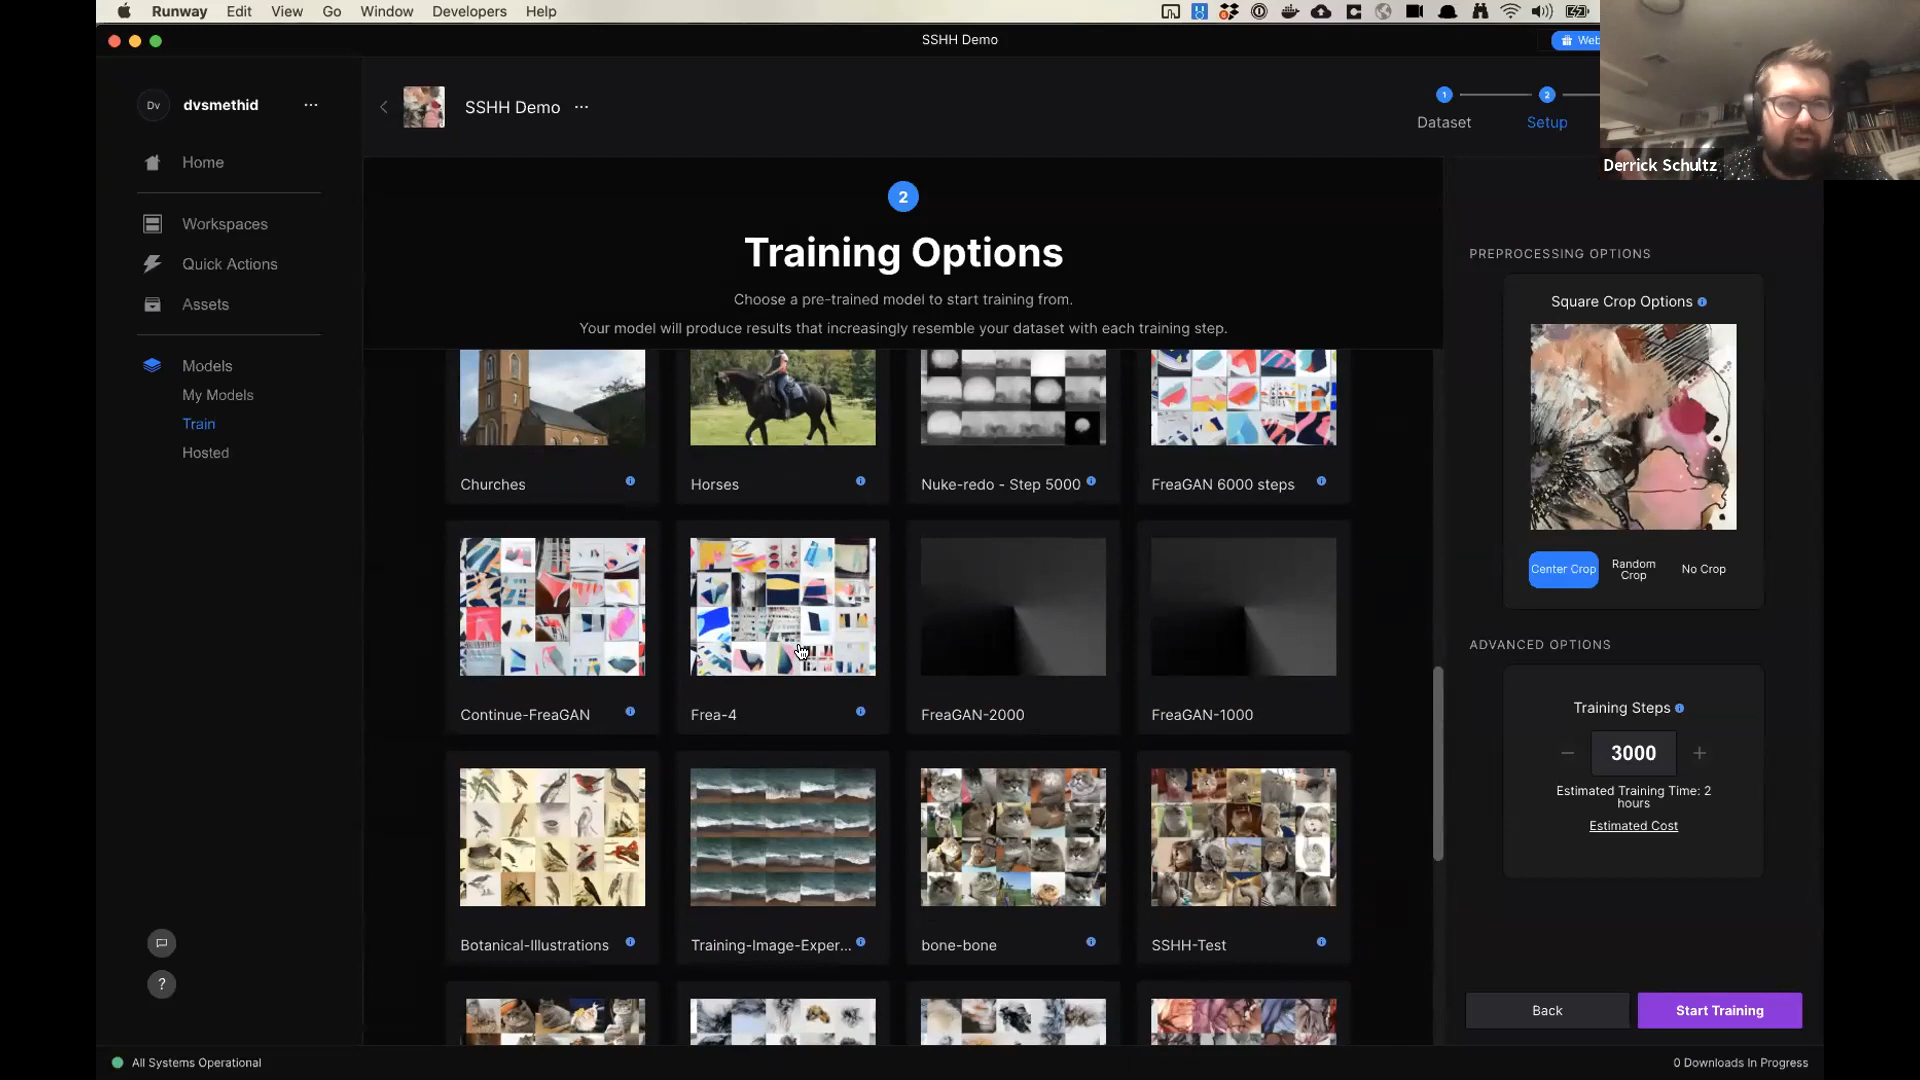 Runway Edit View Go Window Developers Help
SSHH Demo
Web
Dv dvsmethid ...
SSHH Demo ...
1 2
Dataset Setup
Derrick Schultz
Home
Workspaces
Quick Actions
Assets
Models
My Models
Train
Hosted
2
Training Options
Choose a pre-trained model to start training from.
Your model will produce results that increasingly resemble your dataset with each training step.
Churches
Horses
Nuke-redo - Step 5000
FreaGAN 6000 steps
Continue-FreaGAN
Frea-4
FreaGAN-2000
FreaGAN-1000
Botanical-Illustrations
Training-Image-Exper...
bone-bone
SSHH-Test
PREPROCESSING OPTIONS
Square Crop Options
Center Crop
Random
Crop
No Crop
ADVANCED OPTIONS
Training Steps
− 3000 +
Estimated Training Time: 2
hours
Estimated Cost
Back
Start Training
?
All Systems Operational
0 Downloads In Progress